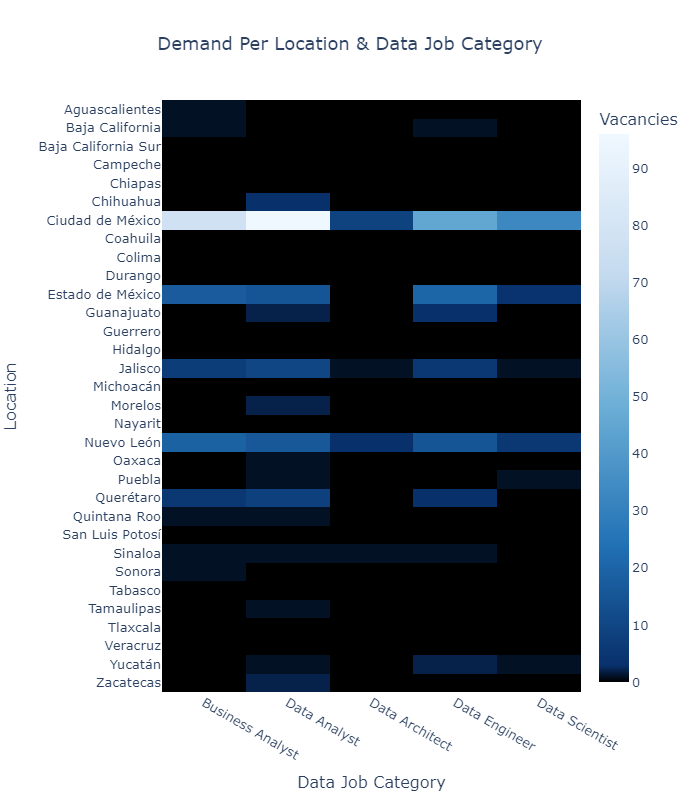 Demand Per Location & Data Job Category
Vacancies
Aguascalientes
Baja California
Baja California Sur
Campeche
Chiapas
Chihuahua
Ciudad de México
Coahuila
Colima
Durango
Estado de México
Guanajuato
Guerrero
Hidalgo
Jalisco
Michoacán
Morelos
Nayarit
Nuevo León
Oaxaca
Puebla
Querétaro
Quintana Roo
San Luis Potosí
Sinaloa
Sonora
Tabasco
Tamaulipas
Tlaxcala
Veracruz
Yucatán
Zacatecas
Location
90
80
70
60
50
40
30
20
10
0
Business Analyst
Data Analyst
Data Architect
Data Engineer
Data Scientist
Data Job Category